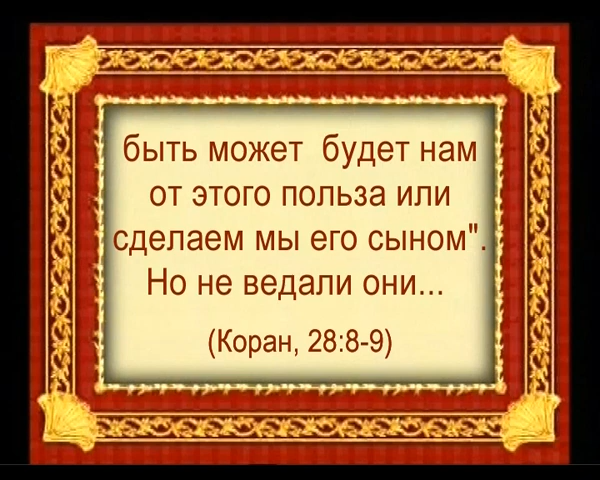 быть может будет нам
от этого польза или
сделаем мы его сыном".
Но не ведали они...
(Коран, 28:8-9)